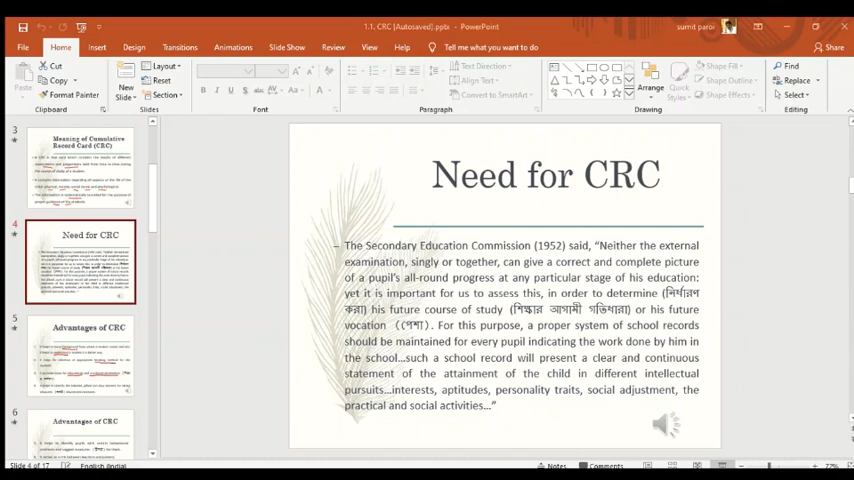 1.1. CRC [Autosaved].pptx - PowerPoint
sumit paroi
File Home Insert Design Transitions Animations Slide Show Review View Help Tell me what you want to do Share
Cut
Copy
Format Painter
Paste
Clipboard
New
Slide
Layout
Reset
Section
Slides
Font
Text Direction
Align Text
Convert to SmartArt
Paragraph
Arrange
Quick
Styles
Shape Fill
Shape Outline
Shape Effects
Drawing
Find
Replace
Select
Editing
3
Meaning of Cumulative
Record Card (CRC)
4
Need for CRC
5
Advantages of CRC
6
Advantages of CRC
Need for CRC
– The Secondary Education Commission (1952) said, “Neither the external
examination, singly or together, can give a correct and complete picture
of a pupil’s all-round progress at any particular stage of his education:
yet it is important for us to assess this, in order to determine (নির্ধারণ
করা) his future course of study (শিক্ষার আগামী গতিধারা) or his future
vocation (পেশা). For this purpose, a proper system of school records
should be maintained for every pupil indicating the work done by him in
the school...such a school record will present a clear and continuous
statement of the attainment of the child in different intellectual
pursuits...interests, aptitudes, personality traits, social adjustment, the
practical and social activities...”
Slide 4 of 17 English (India) Notes Comments 72%